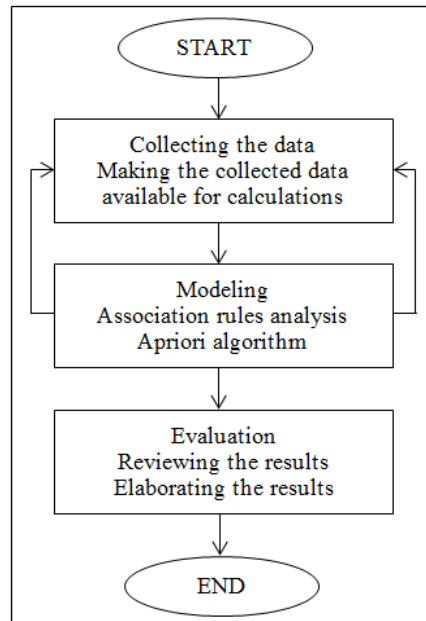 START
Collecting the data
Making the collected data
available for calculations
Modeling
Association rules analysis
Apriori algorithm
Evaluation
Reviewing the results
Elaborating the results
END